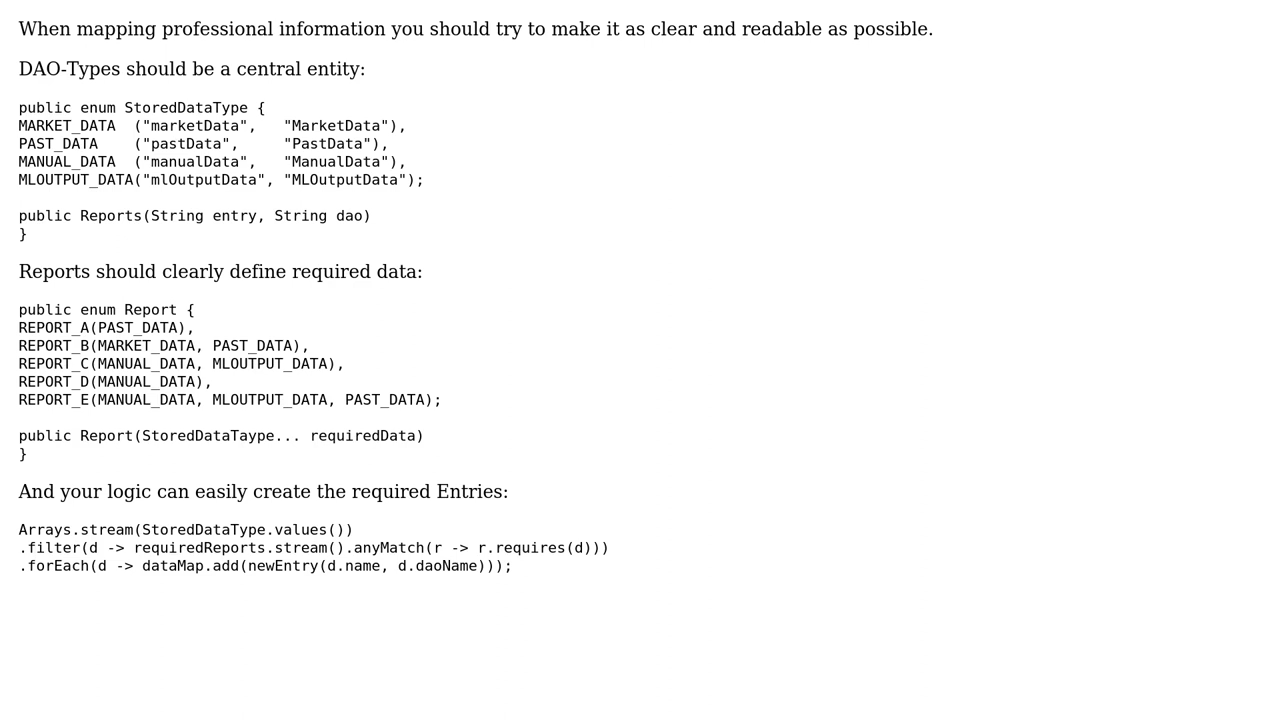 When mapping professional information you should try to make it as clear and readable as possible.
DAO-Types should be a central entity:
public enum StoredDataType {
MARKET_DATA  ("marketData",   "MarketData"),
PAST_DATA    ("pastData",     "PastData"),
MANUAL_DATA  ("manualData",   "ManualData"),
MLOUTPUT_DATA("mlOutputData", "MLOutputData");
public Reports(String entry, String dao)
}
Reports should clearly define required data:
public enum Report {
REPORT_A(PAST_DATA),
REPORT_B(MARKET_DATA, PAST_DATA),
REPORT_C(MANUAL_DATA, MLOUTPUT_DATA),
REPORT_D(MANUAL_DATA),
REPORT_E(MANUAL_DATA, MLOUTPUT_DATA, PAST_DATA);
public Report(StoredDataTaype... requiredData)
}
And your logic can easily create the required Entries:
Arrays.stream(StoredDataType.values())
.filter(d -> requiredReports.stream().anyMatch(r -> r.requires(d)))
.forEach(d -> dataMap.add(newEntry(d.name, d.daoName)));